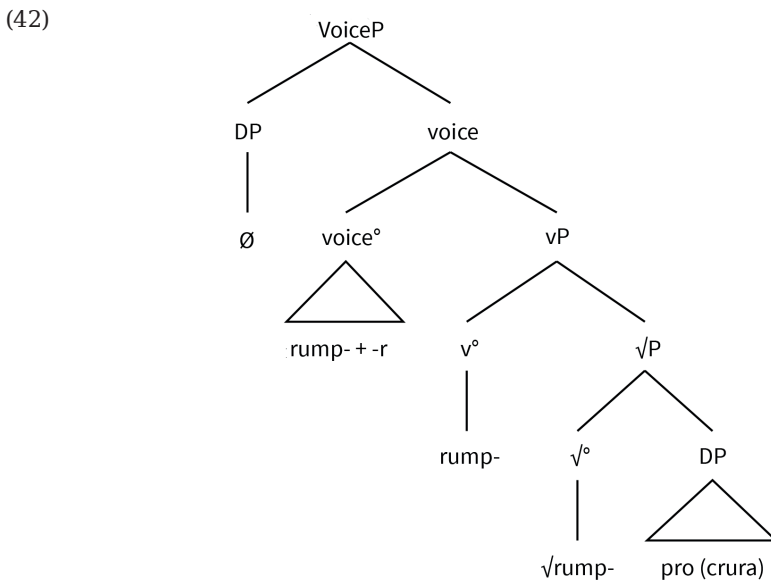 (42)
VoiceP
DP voice
Ø voice° vP
rump- + -r v° √P
rump- √° DP
√rump- pro (crura)